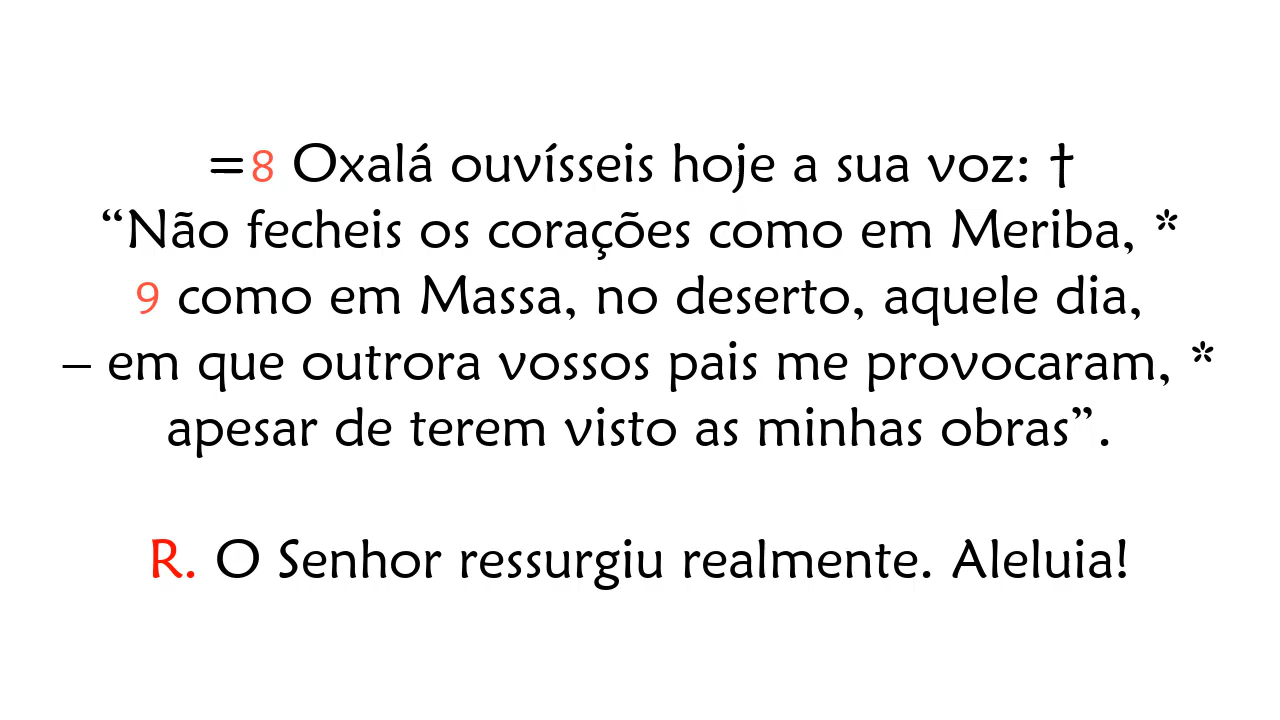 =8 Oxalá ouvísseis hoje a sua voz: †
“Não fecheis os corações como em Meriba, *
9 como em Massa, no deserto, aquele dia,
– em que outrora vossos pais me provocaram, *
apesar de terem visto as minhas obras”.
R. O Senhor ressurgiu realmente. Aleluia!